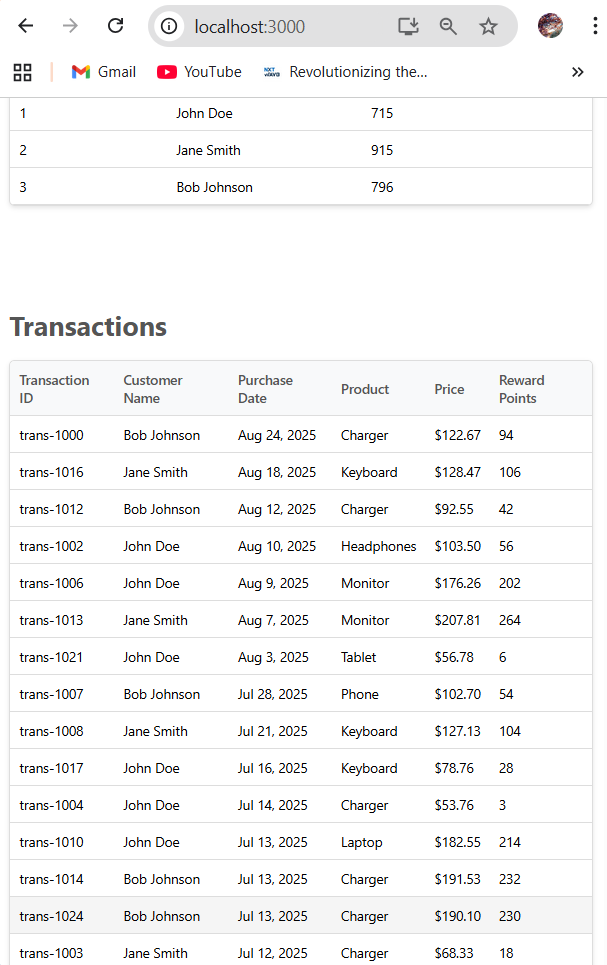 localhost:3000
Gmail YouTube Revolutionizing the...
1 John Doe 715
2 Jane Smith 915
3 Bob Johnson 796
Transactions
Transaction ID Customer Name Purchase Date Product Price Reward Points
trans-1000 Bob Johnson Aug 24, 2025 Charger $122.67 94
trans-1016 Jane Smith Aug 18, 2025 Keyboard $128.47 106
trans-1012 Bob Johnson Aug 12, 2025 Charger $92.55 42
trans-1002 John Doe Aug 10, 2025 Headphones $103.50 56
trans-1006 John Doe Aug 9, 2025 Monitor $176.26 202
trans-1013 Jane Smith Aug 7, 2025 Monitor $207.81 264
trans-1021 John Doe Aug 3, 2025 Tablet $56.78 6
trans-1007 Bob Johnson Jul 28, 2025 Phone $102.70 54
trans-1008 Jane Smith Jul 21, 2025 Keyboard $127.13 104
trans-1017 John Doe Jul 16, 2025 Keyboard $78.76 28
trans-1004 John Doe Jul 14, 2025 Charger $53.76 3
trans-1010 John Doe Jul 13, 2025 Laptop $182.55 214
trans-1014 Bob Johnson Jul 13, 2025 Charger $191.53 232
trans-1024 Bob Johnson Jul 13, 2025 Charger $190.10 230
trans-1003 Jane Smith Jul 12, 2025 Charger $68.33 18